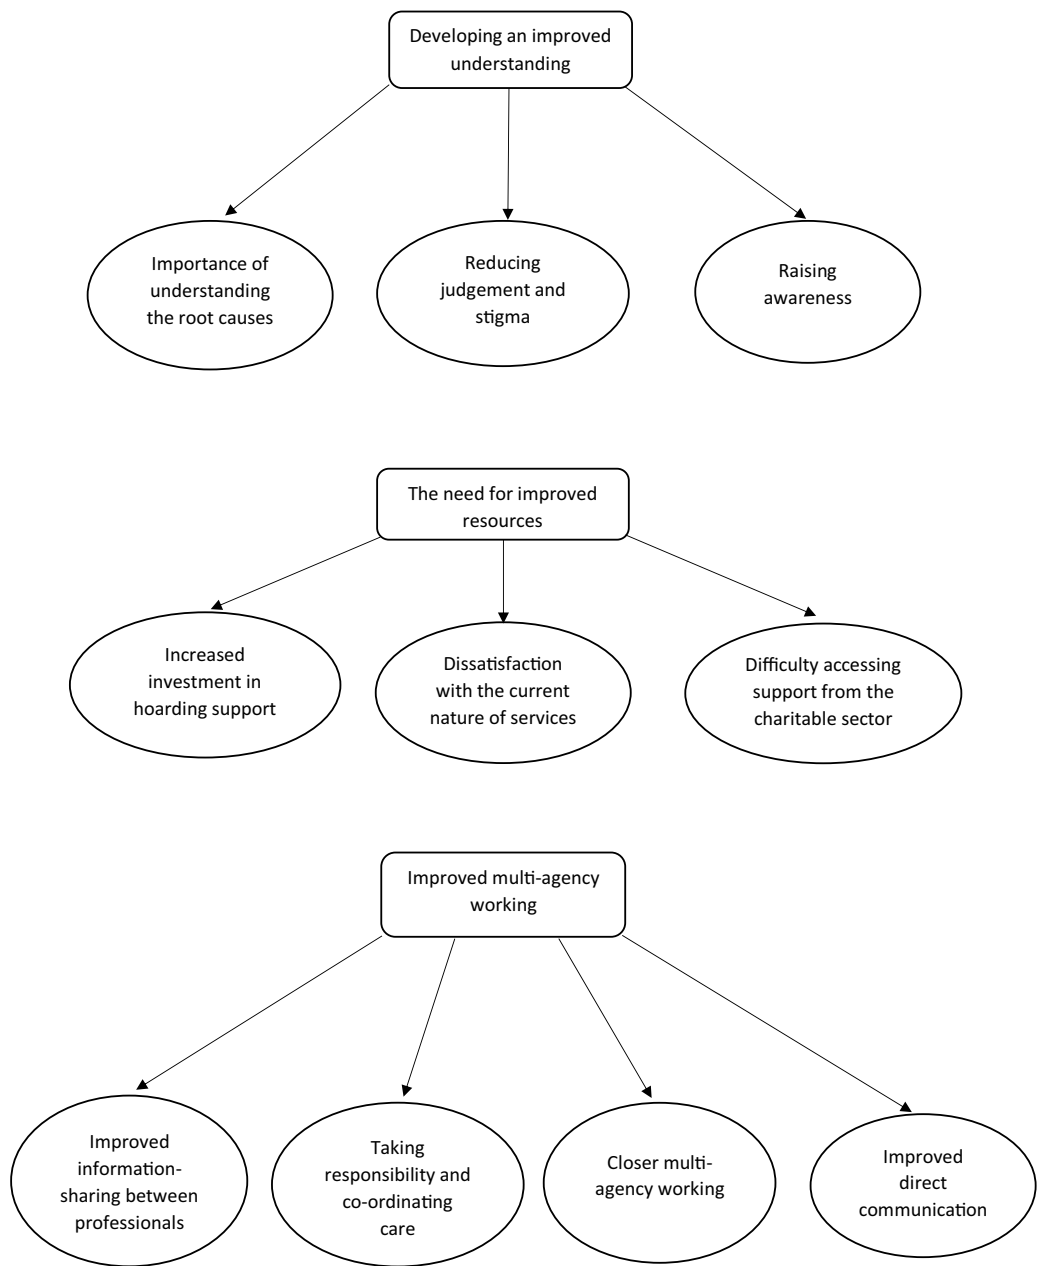 Developing an improved
understanding
Importance of
understanding
the root causes
Reducing
judgement and
stigma
Raising
awareness
The need for improved
resources
Increased
investment in
hoarding support
Dissatisfaction
with the current
nature of services
Difficulty accessing
support from the
charitable sector
Improved multi-agency
working
Improved
information-
sharing between
professionals
Taking
responsibility and
co-ordinating
care
Closer multi-
agency working
Improved
direct
communication